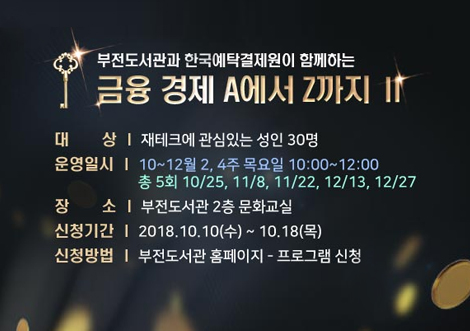 부전도서관과 한국예탁결제원이 함께하는
금융 경제 A에서 Z까지 II
대 상 | 재테크에 관심있는 성인 30명
운영일시 | 10~12월 2, 4주 목요일 10:00~12:00
총 5회 10/25, 11/8, 11/22, 12/13, 12/27
장 소 | 부전도서관 2층 문화교실
신청기간 | 2018.10.10(수) ~ 10.18(목)
신청방법 | 부전도서관 홈페이지 - 프로그램 신청